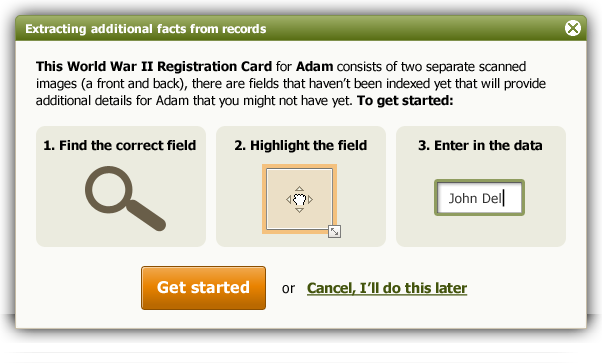 Extracting additional facts from records
This World War II Registration Card for Adam consists of two separate scanned
images (a front and back), there are fields that haven't been indexed yet that will provide
additional details for Adam that you might not have yet. To get started:
1. Find the correct field
2. Highlight the field
3. Enter in the data
John Del
Get started or Cancel, I'll do this later